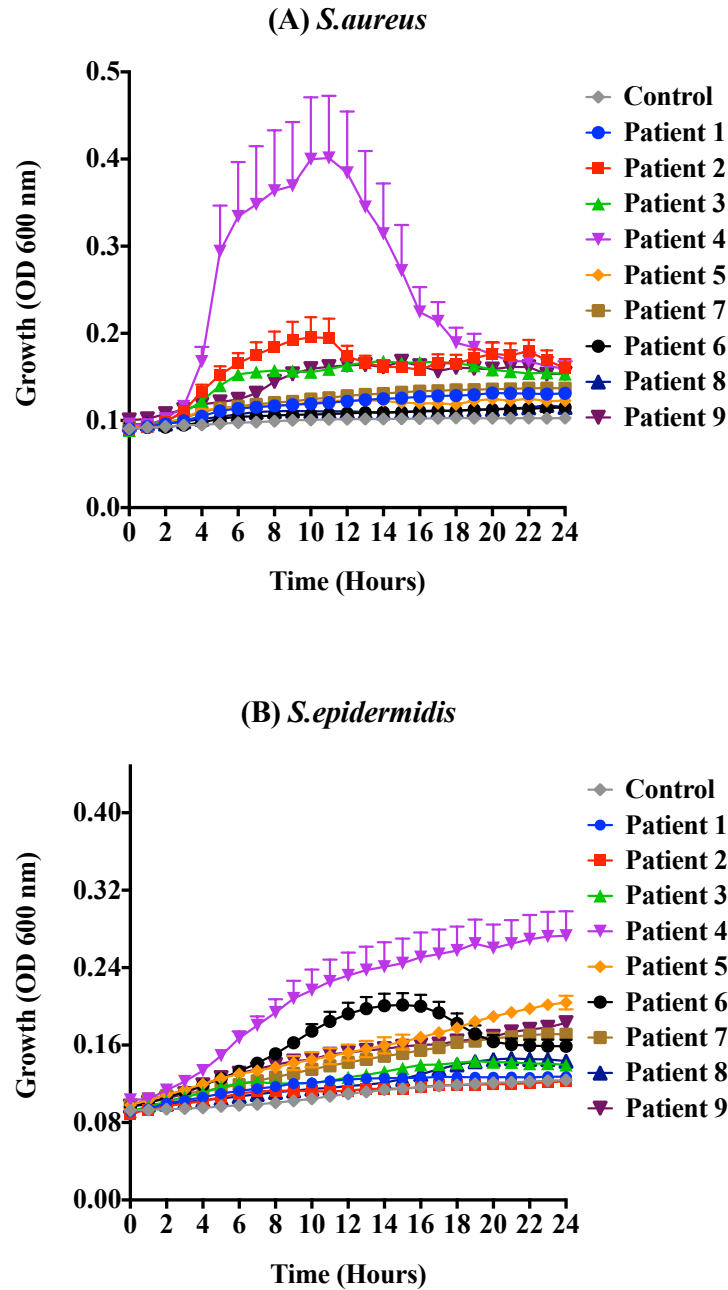 (A) S.aureus
Growth (OD 600 nm)
0.5
0.4
0.3
0.2
0.1
0.0
0 2 4 6 8 10 12 14 16 18 20 22 24
Time (Hours)
Control
Patient 1
Patient 2
Patient 3
Patient 4
Patient 5
Patient 7
Patient 6
Patient 8
Patient 9
(B) S.epidermidis
Growth (OD 600 nm)
0.40
0.32
0.24
0.16
0.08
0.00
0 2 4 6 8 10 12 14 16 18 20 22 24
Time (Hours)
Control
Patient 1
Patient 2
Patient 3
Patient 4
Patient 5
Patient 6
Patient 7
Patient 8
Patient 9